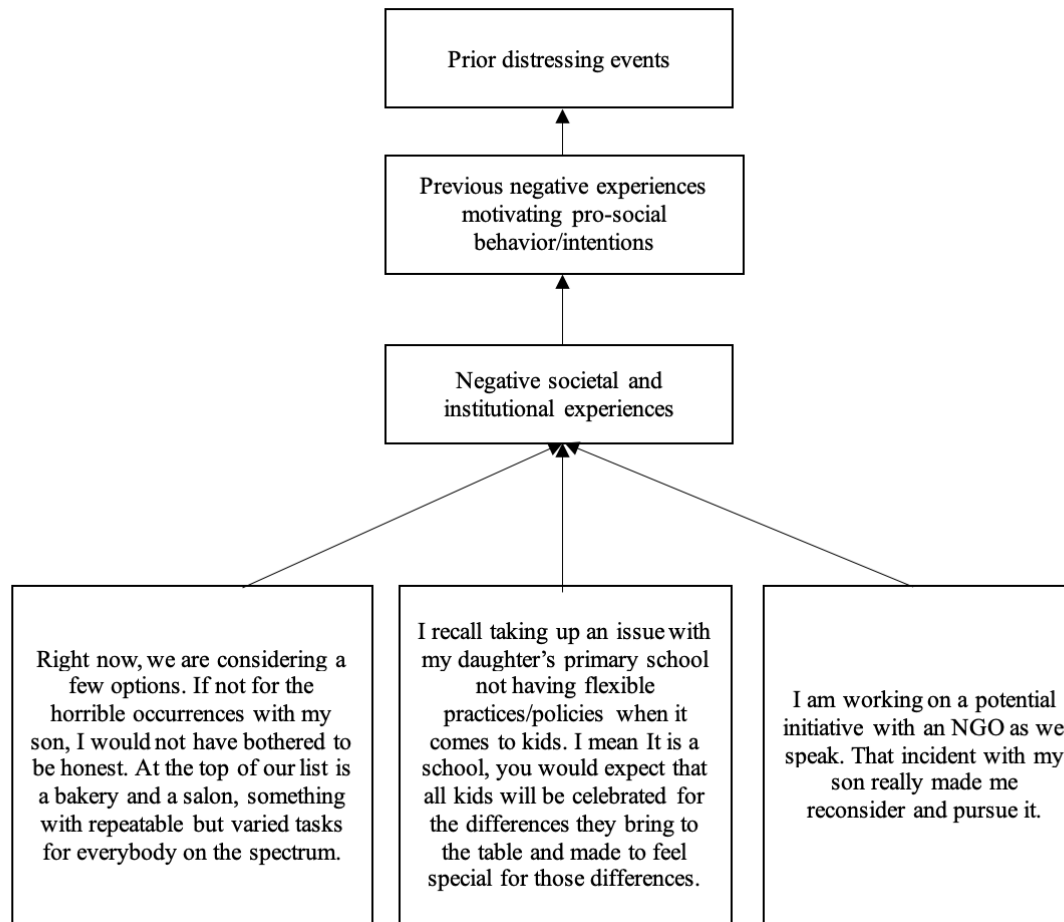 Prior distressing events
Previous negative experiences
motivating pro-social
behavior/intentions
Negative societal and
institutional experiences
Right now, we are considering a
few options. If not for the
horrible occurrences with my
son, I would not have bothered to
be honest. At the top of our list is
a bakery and a salon, something
with repeatable but varied tasks
for everybody on the spectrum.
I recall taking up an issue with
my daughter’s primary school
not having flexible
practices/policies when it
comes to kids. I mean It is a
school, you would expect that
all kids will be celebrated for
the differences they bring to
the table and made to feel
special for those differences.
I am working on a potential
initiative with an NGO as we
speak. That incident with my
son really made me
reconsider and pursue it.